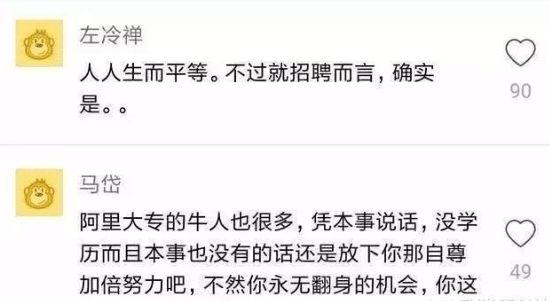 左冷禅
人人生而平等。不过就招聘而言，确实
是。。
90
马岱
阿里大专的牛人也很多，凭本事说话，没学
历而且本事也没有的话还是放下你那自尊
加倍努力吧，不然你永无翻身的机会，你这
49